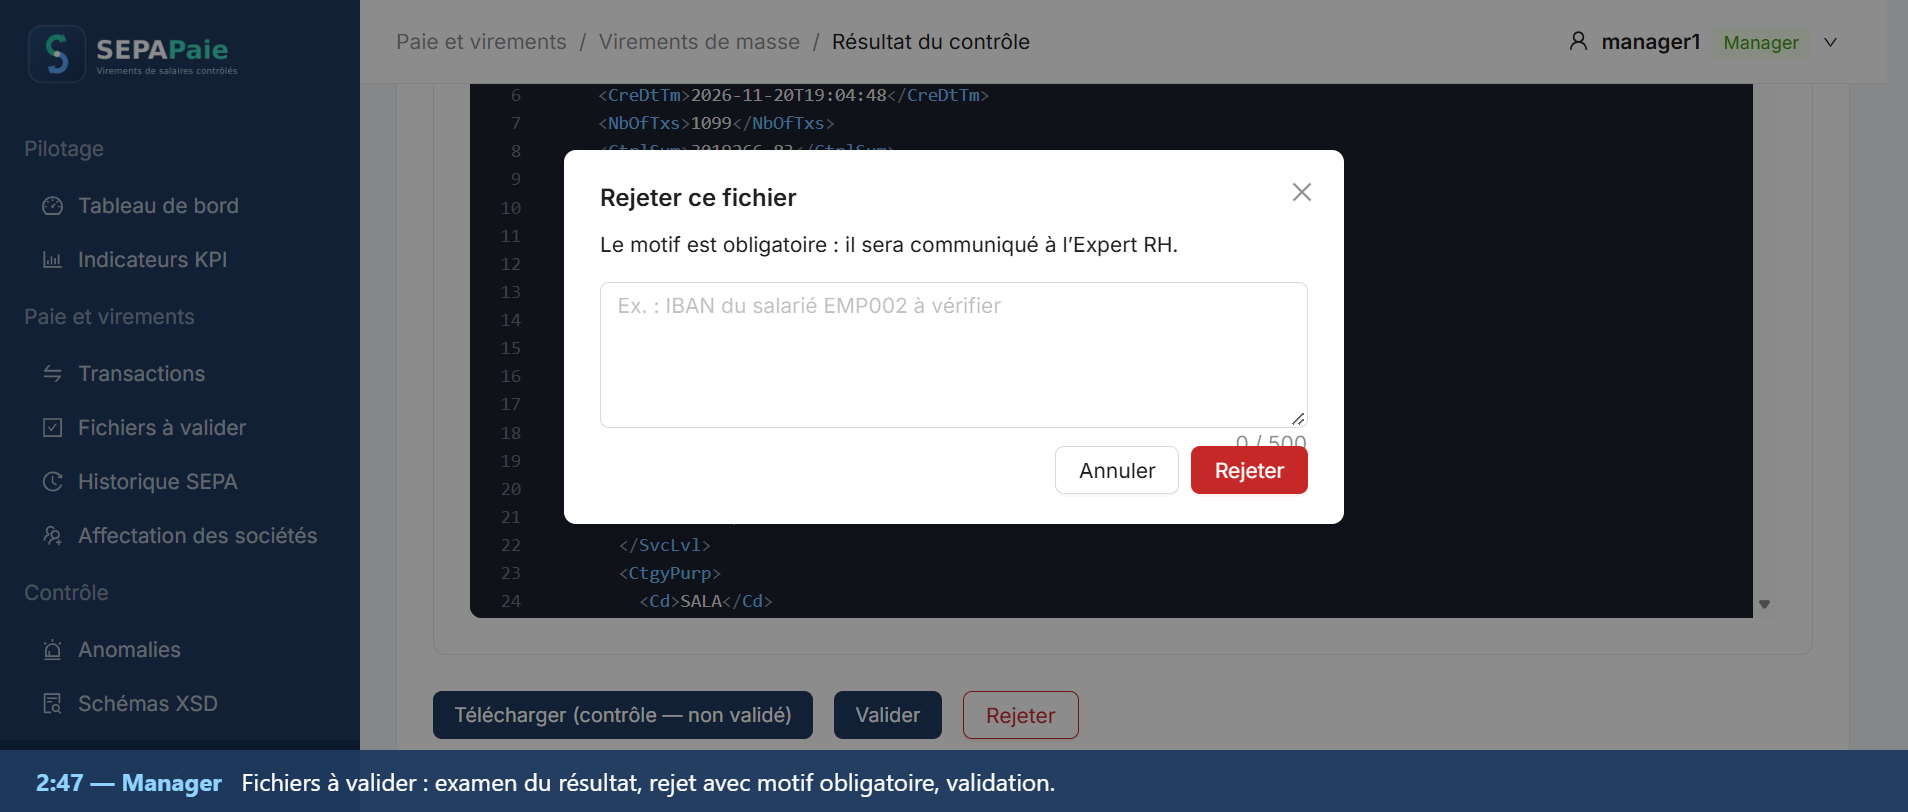 SEPAPaie
Virements de salaires contrôlés
Pilotage
Tableau de bord
Indicateurs KPI
Paie et virements
Transactions
Fichiers à valider
Historique SEPA
Affectation des sociétés
Contrôle
Anomalies
Schémas XSD
Paie et virements / Virements de masse / Résultat du contrôle
manager1 Manager
6 <CreDtTm>2026-11-20T19:04:48</CreDtTm>
7 <NbOfTxs>1099</NbOfTxs>
8 <CtrlSum>3019266.83</CtrlSum>
9
10
11
12
13
14
15
16
17
18
19
20
21
22 </SvcLvl>
23 <CtgyPurp>
24 <Cd>SALA</Cd>
Rejeter ce fichier
Le motif est obligatoire : il sera communiqué à l’Expert RH.
Ex. : IBAN du salarié EMP002 à vérifier
0 / 500
Annuler
Rejeter
Télécharger (contrôle — non validé)
Valider
Rejeter
2:47 — Manager Fichiers à valider : examen du résultat, rejet avec motif obligatoire, validation.